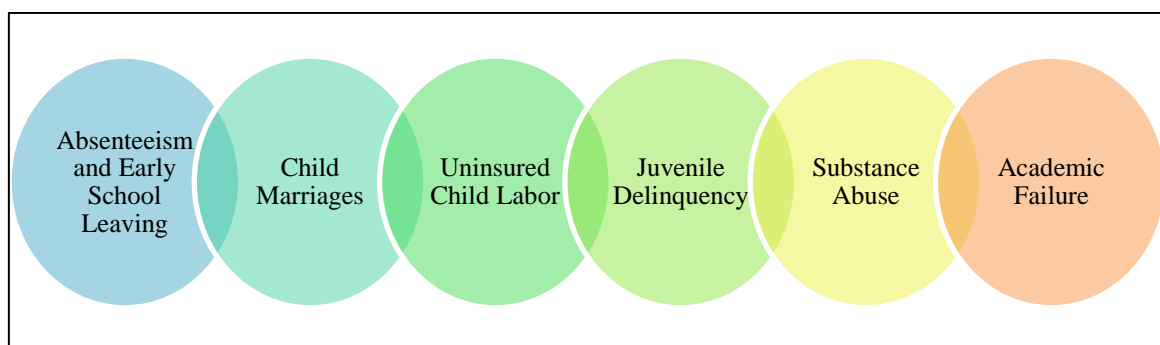 Absenteeism
and Early
School
Leaving
Child
Marriages
Uninsured
Child Labor
Juvenile
Delinquency
Substance
Abuse
Academic
Failure